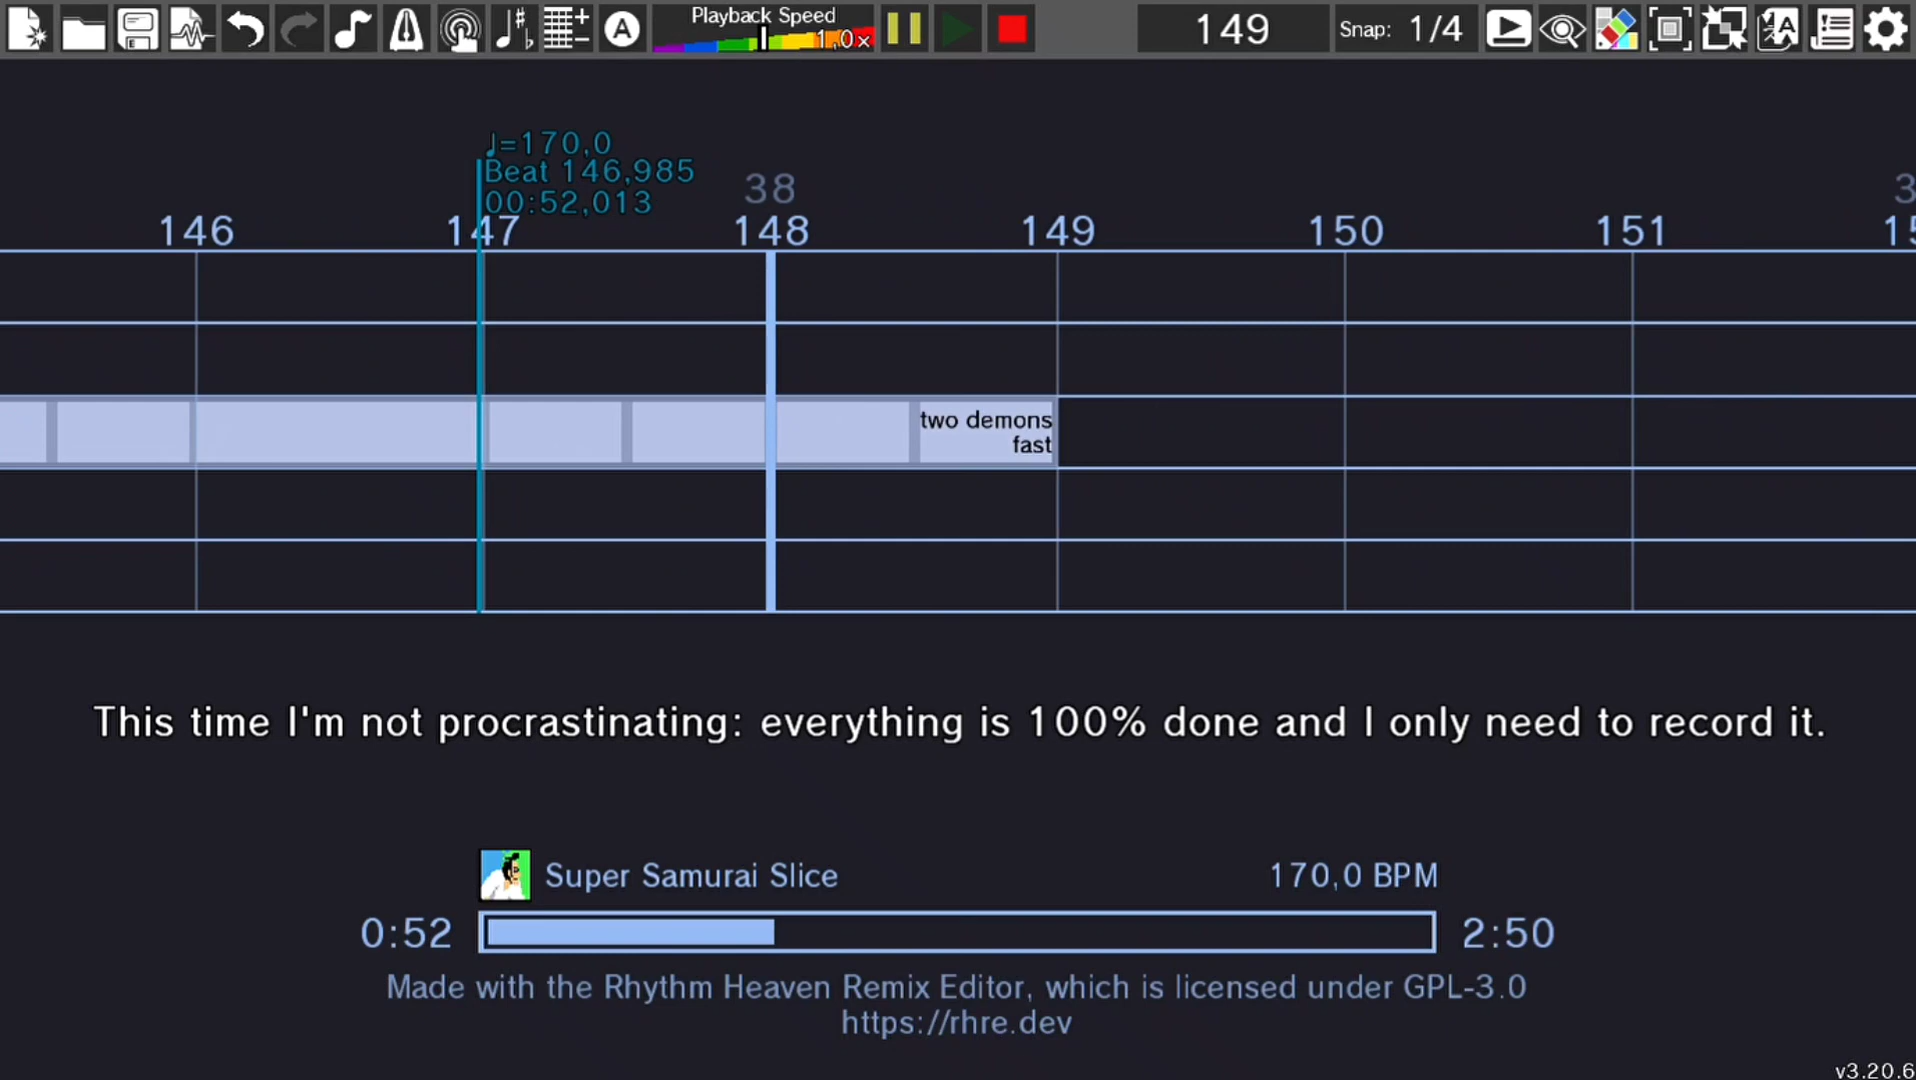 Playback Speed
1,0x
149
Snap: 1/4
♩=170,0
Beat 146,985
00:52,013
38
3
146 147 148 149 150 151 15
two demons
fast
This time I'm not procrastinating: everything is 100% done and I only need to record it.
Super Samurai Slice 170,0 BPM
0:52 2:50
Made with the Rhythm Heaven Remix Editor, which is licensed under GPL-3.0
https://rhre.dev
v3.20.6